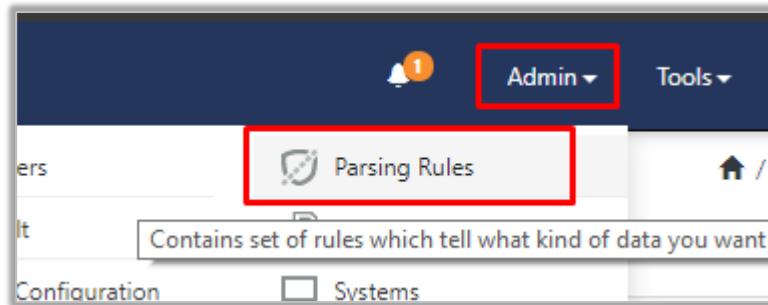 1
Admin
Tools
ers
Parsing Rules
/
lt
Contains set of rules which tell what kind of data you want
Configuration
Systems